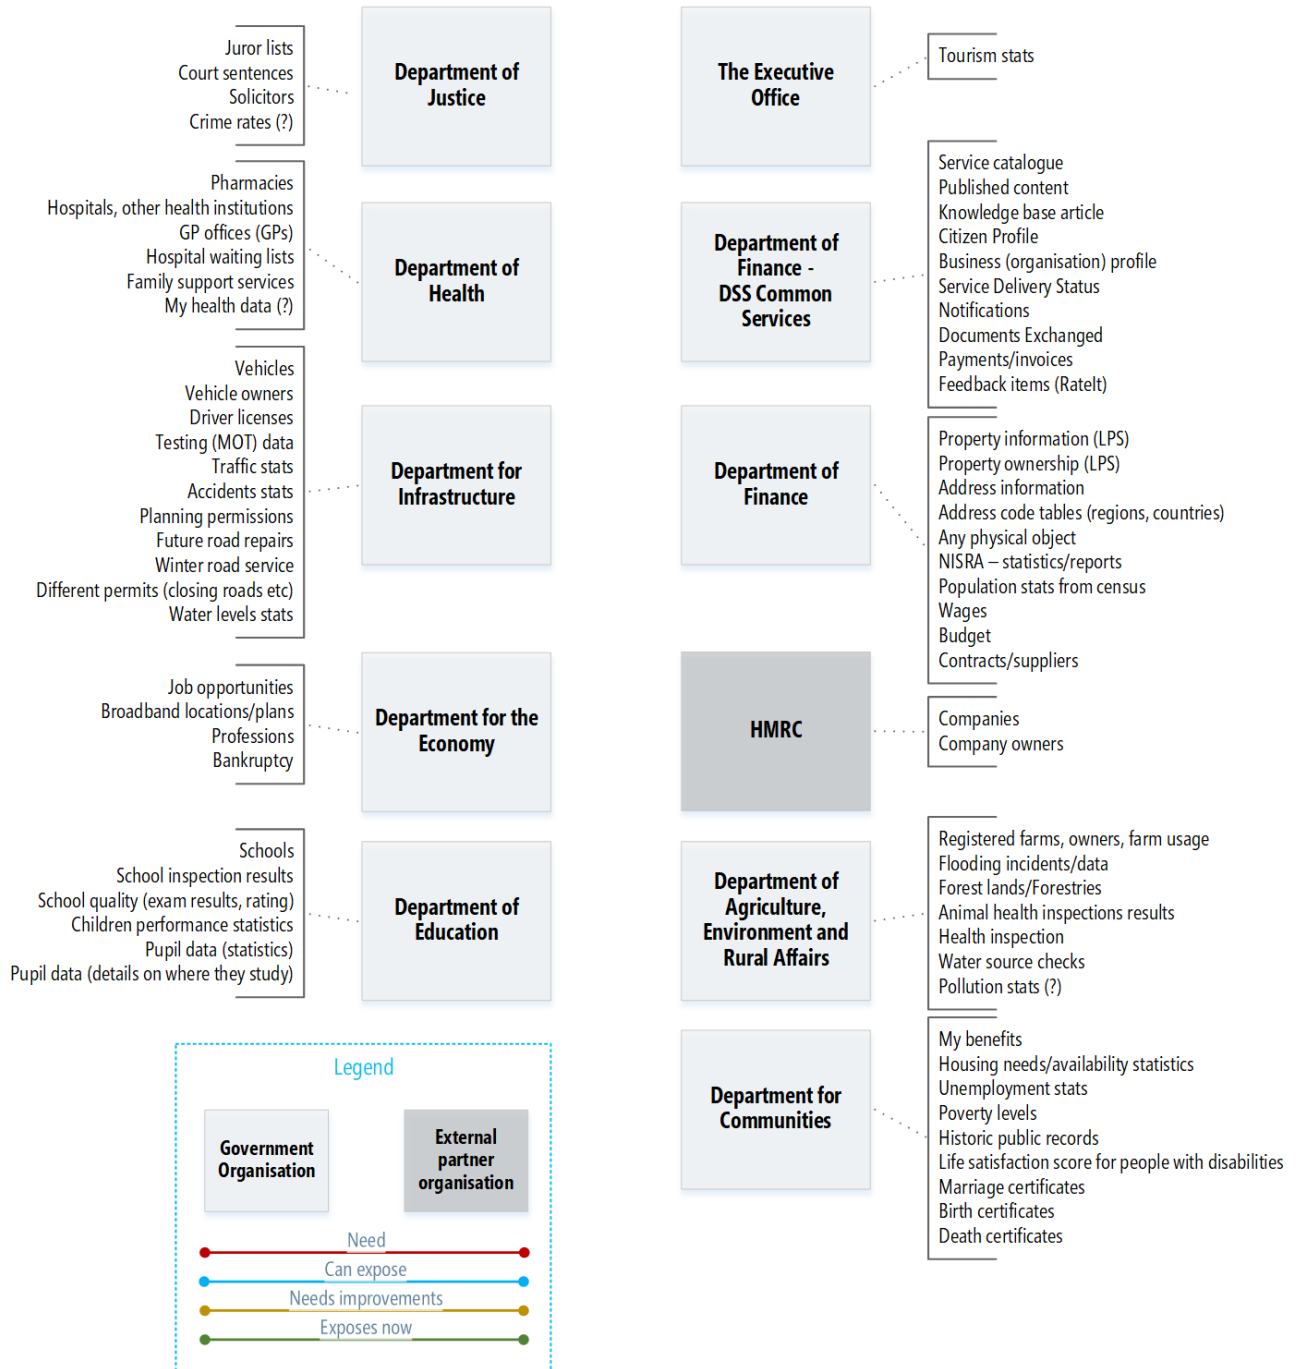 Juror lists
Court sentences
Solicitors
Crime rates (?)
Department of
Justice
The Executive
Office
Tourism stats
Pharmacies
Hospitals, other health institutions
GP offices (GPs)
Hospital waiting lists
Family support services
My health data (?)
Department of
Health
Department of
Finance -
DSS Common
Services
Service catalogue
Published content
Knowledge base article
Citizen Profile
Business (organisation) profile
Service Delivery Status
Notifications
Documents Exchanged
Payments/invoices
Feedback items (RateIt)
Vehicles
Vehicle owners
Driver licenses
Testing (MOT) data
Traffic stats
Accidents stats
Planning permissions
Future road repairs
Winter road service
Different permits (closing roads etc)
Water levels stats
Department for
Infrastructure
Department of
Finance
Property information (LPS)
Property ownership (LPS)
Address information
Address code tables (regions, countries)
Any physical object
NISRA – statistics/reports
Population stats from census
Wages
Budget
Contracts/suppliers
Job opportunities
Broadband locations/plans
Professions
Bankruptcy
Department for the
Economy
HMRC
Companies
Company owners
Schools
School inspection results
School quality (exam results, rating)
Children performance statistics
Pupil data (statistics)
Pupil data (details on where they study)
Department of
Education
Department of
Agriculture,
Environment and
Rural Affairs
Registered farms, owners, farm usage
Flooding incidents/data
Forest lands/Forestries
Animal health inspections results
Health inspection
Water source checks
Pollution stats (?)
Department for
Communities
My benefits
Housing needs/availability statistics
Unemployment stats
Poverty levels
Historic public records
Life satisfaction score for people with disabilities
Marriage certificates
Birth certificates
Death certificates
Legend
Government
Organisation
External
partner
organisation
Need
Can expose
Needs improvements
Exposes now